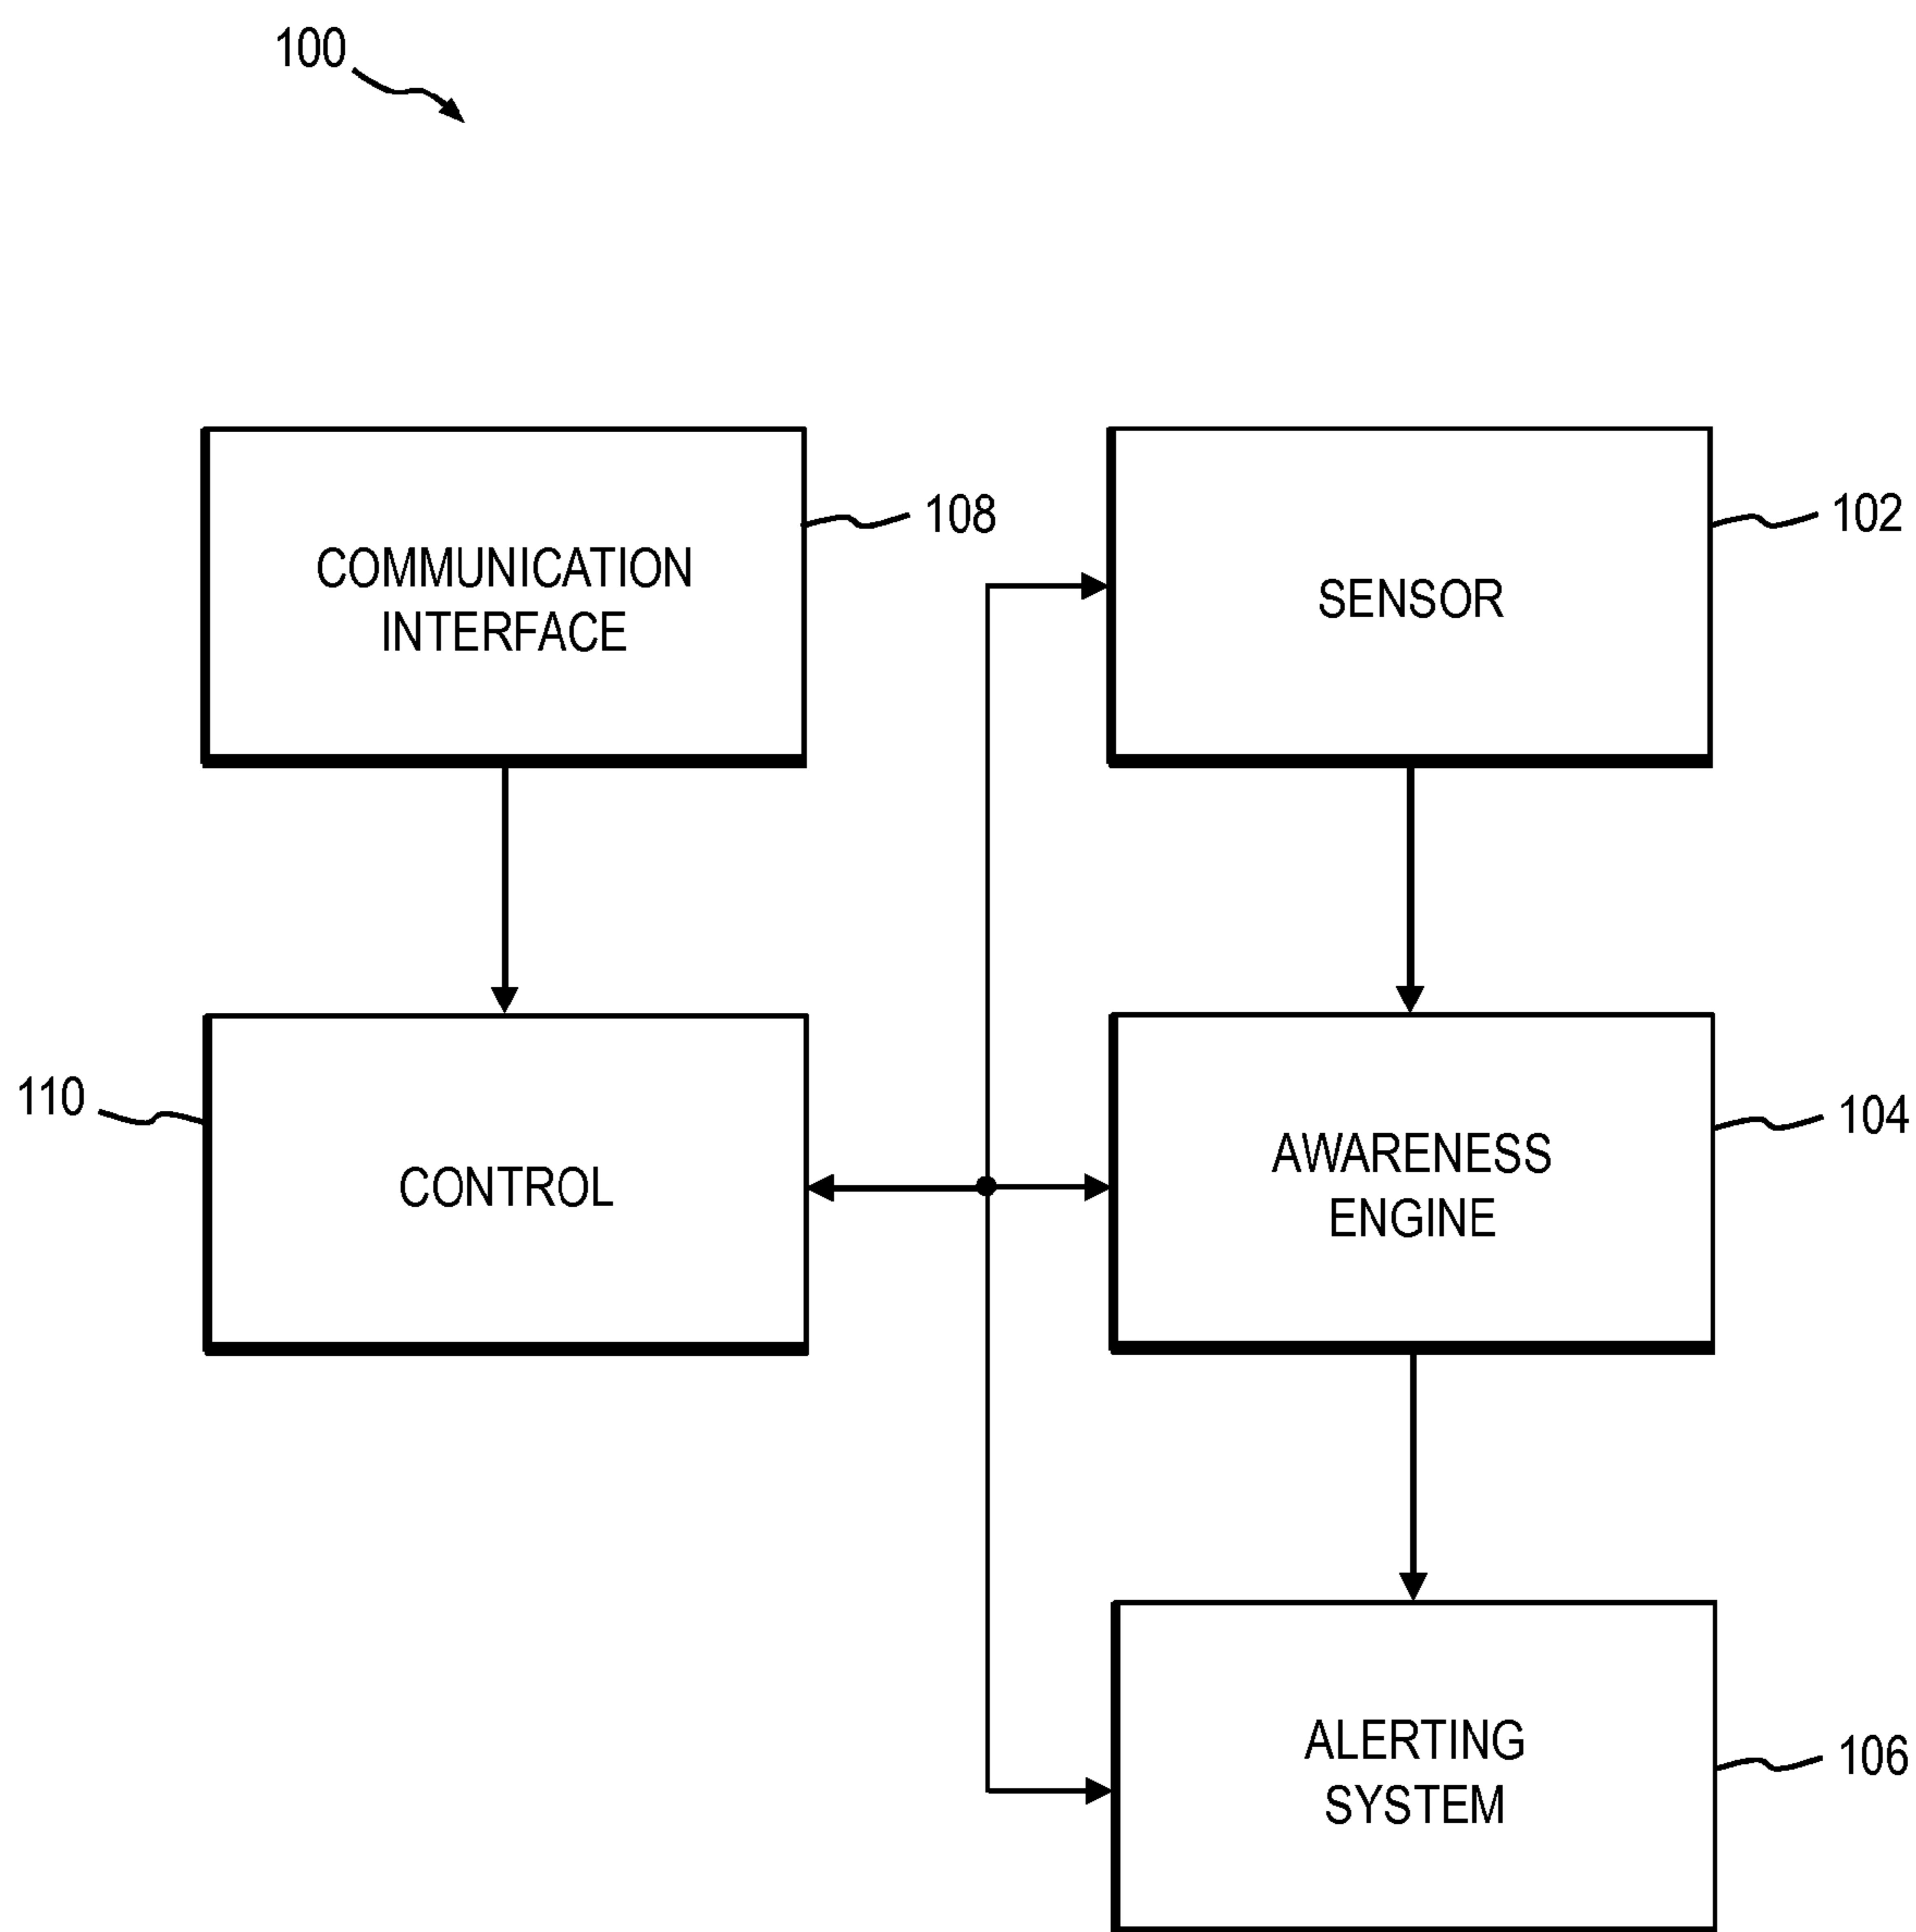 100
COMMUNICATION
INTERFACE
108
SENSOR
102
110
CONTROL
AWARENESS
ENGINE
104
ALERTING
SYSTEM
106